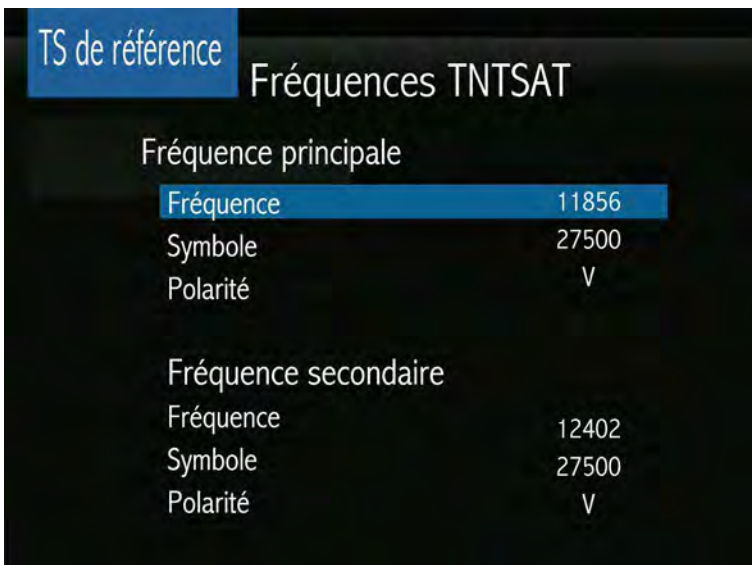 TS de référence
Fréquences TNTSAT
Fréquence principale
Fréquence 11856
Symbole 27500
Polarité V
Fréquence secondaire
Fréquence 12402
Symbole 27500
Polarité V